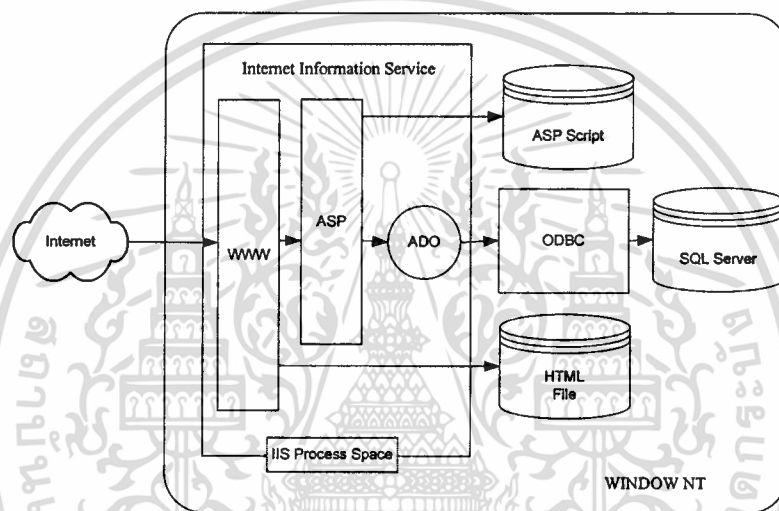 Internet Information Service
ASP Script
ASP
Internet
WWW
ADO
ODBC
SQL Server
HTML
File
IIS Process Space
WINDOW NT